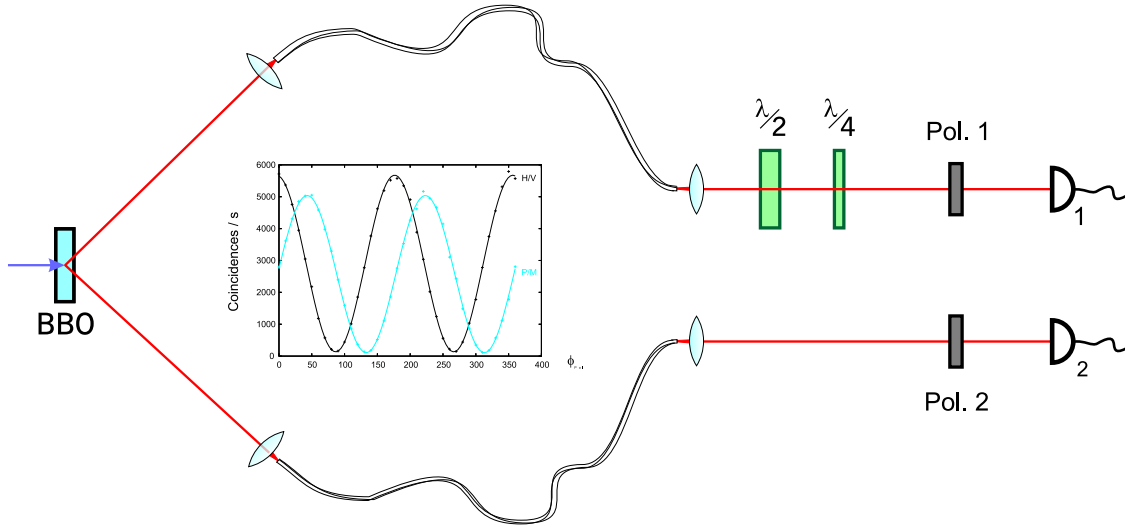 λ/2
λ/4
Pol. 1
1
BBO
Coincidences / s
6000
5000
4000
3000
2000
1000
0
0 50 100 150 200 250 300 350 400
H/V
P/M
ϕ
2
Pol. 2